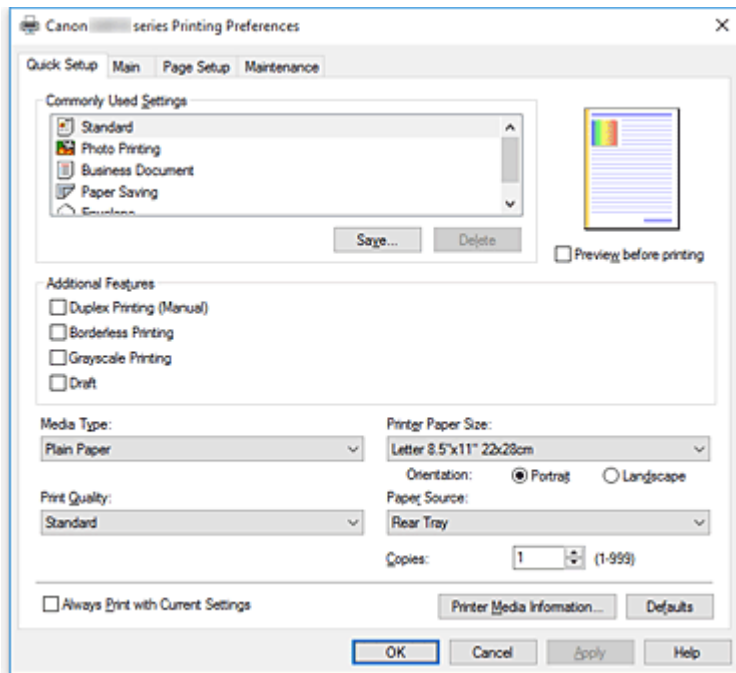 Canon series Printing Preferences
Quick Setup Main Page Setup Maintenance
Commonly Used Settings
Standard
Photo Printing
Business Document
Paper Saving
Envelope
Save... Delete
Preview before printing
Additional Features
Duplex Printing (Manual)
Borderless Printing
Grayscale Printing
Draft
Media Type: Printer Paper Size:
Plain Paper Letter 8.5"x11" 22x28cm
Orientation: Portrait Landscape
Print Quality: Paper Source:
Standard Rear Tray
Copies: 1 (1-999)
Always Print with Current Settings Printer Media Information... Defaults
OK Cancel Apply Help